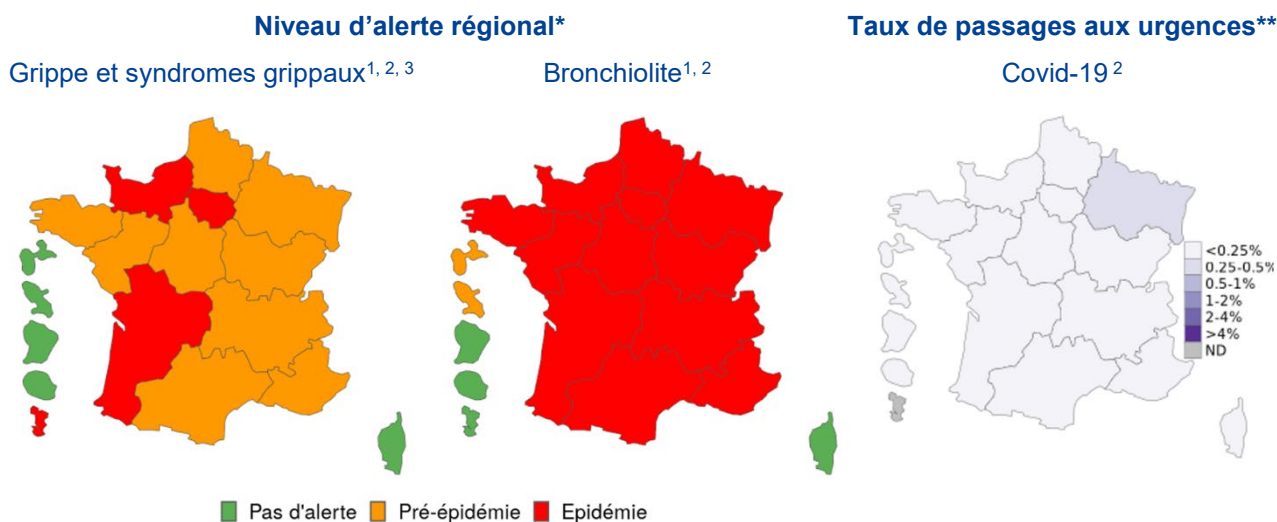 Niveau d’alerte régional*
Taux de passages aux urgences**
Grippe et syndromes grippaux1, 2, 3
Bronchiolite1, 2
Covid-19 2
<0.25%
0.25-0.5%
0.5-1%
1-2%
2-4%
>4%
ND
Pas d'alerte
Pré-épidémie
Epidémie